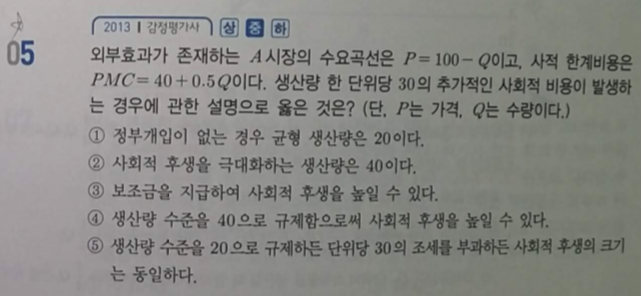 05
2013 | 감정평가사 상 중 하
외부효과가 존재하는 A시장의 수요곡선은 P=100-Q이고, 사적 한계비용은
PMC=40+0.5Q이다. 생산량 한 단위당 30의 추가적인 사회적 비용이 발생하
는 경우에 관한 설명으로 옳은 것은? (단, P는 가격, Q는 수량이다.)
① 정부개입이 없는 경우 균형 생산량은 20이다.
② 사회적 후생을 극대화하는 생산량은 40이다.
③ 보조금을 지급하여 사회적 후생을 높일 수 있다.
④ 생산량 수준을 40으로 규제함으로써 사회적 후생을 높일 수 있다.
⑤ 생산량 수준을 20으로 규제하든 단위당 30의 조세를 부과하든 사회적 후생의 크기
는 동일하다.